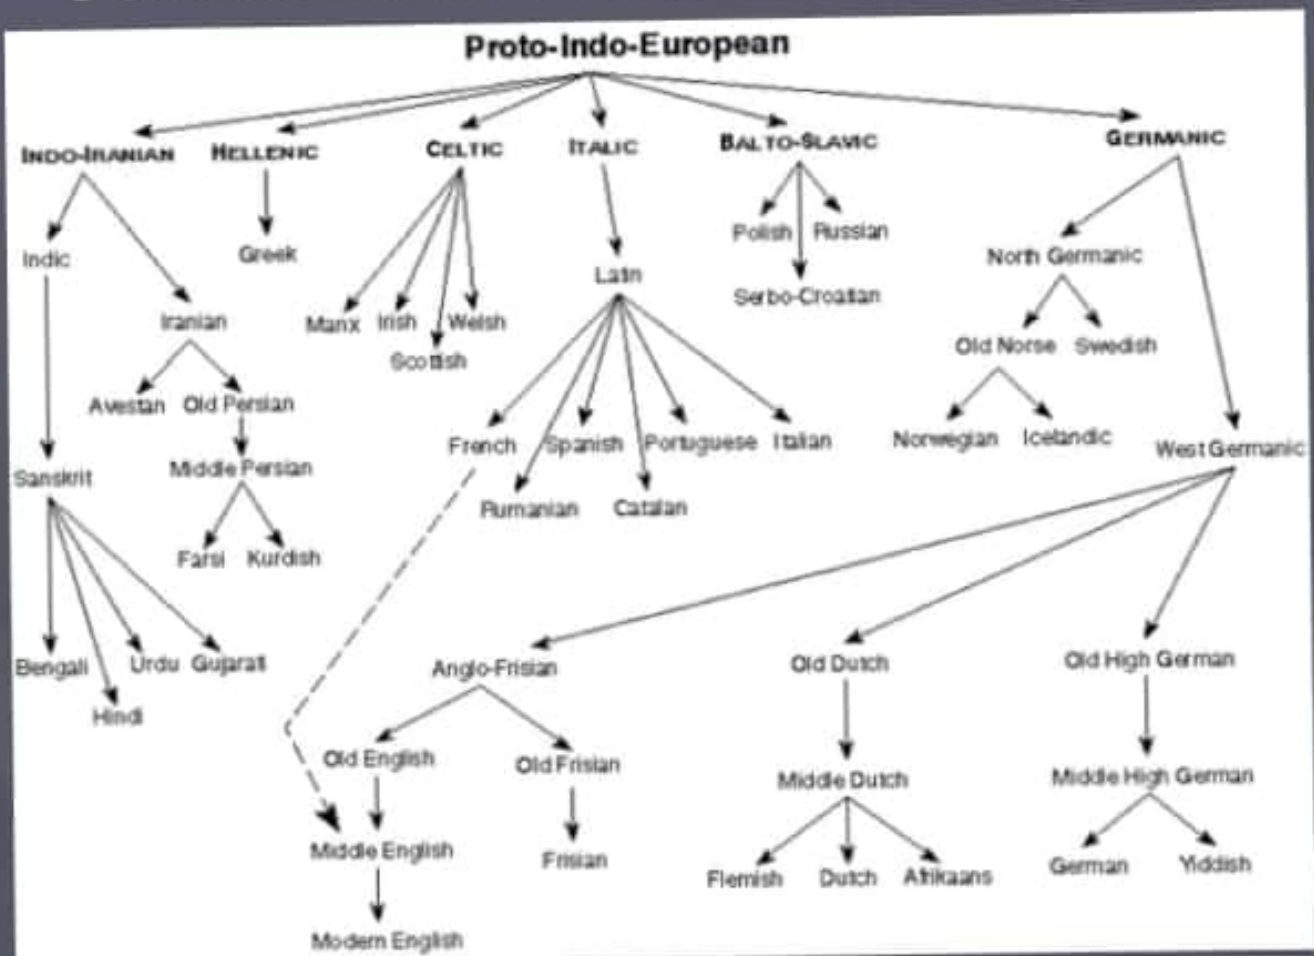 Proto-Indo-European
INDO-IRANIAN HELLENIC CELTIC ITALIC BALTO-SLAVIC GERMANIC
Indic Greek Latin Polish Russian North Germanic
Iranian Manx Irish Welsh Serbo-Croatian
Scottish Old Norse Swedish
Avestan Old Persian
French Spanish Portuguese Italian Norwegian Icelandic West Germanic
Sanskrit Middle Persian
Rumanian Catalan
Farsi Kurdish
Bengali Urdu Gujarati Anglo-Frisian Old Dutch Old High German
Hindi
Old English Old Frisian Middle Dutch Middle High German
Middle English Frisian Flemish Dutch Afrikaans German Yiddish
Modern English